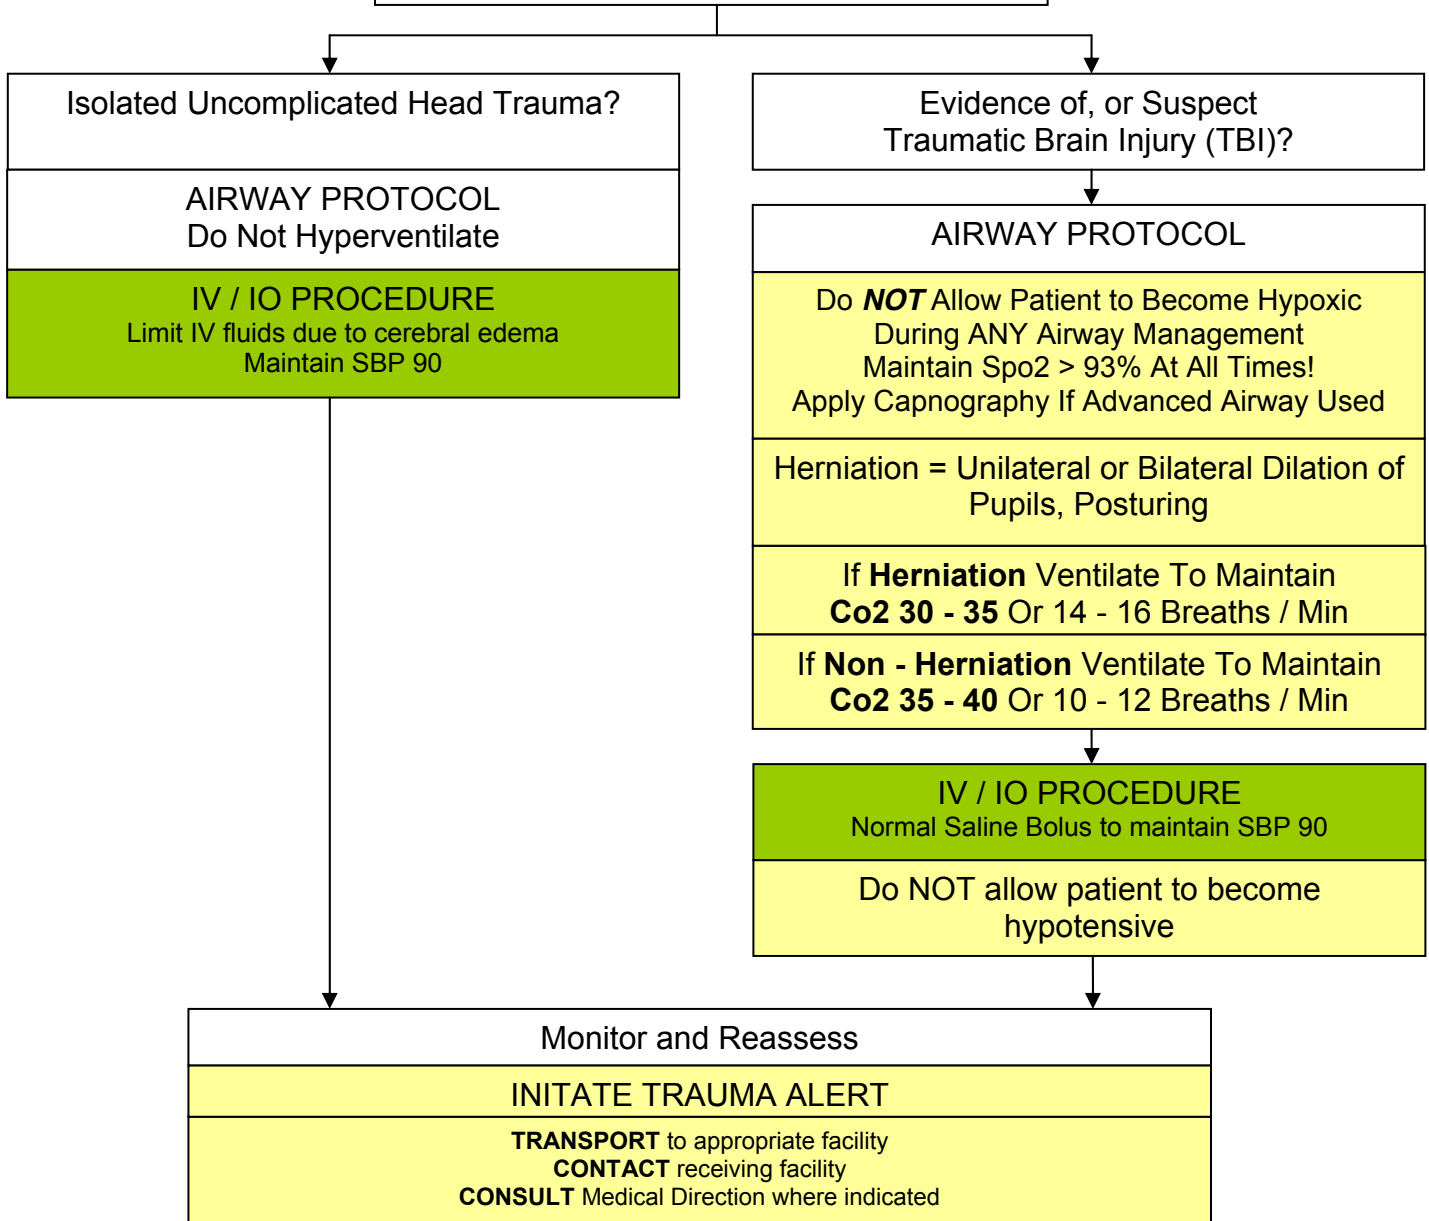 Isolated Uncomplicated Head Trauma?
AIRWAY PROTOCOL
Do Not Hyperventilate
IV / IO PROCEDURE
Limit IV fluids due to cerebral edema
Maintain SBP 90
Evidence of, or Suspect
Traumatic Brain Injury (TBI)?
AIRWAY PROTOCOL
Do NOT Allow Patient to Become Hypoxic
During ANY Airway Management
Maintain Spo2 > 93% At All Times!
Apply Capnography If Advanced Airway Used
Herniation = Unilateral or Bilateral Dilation of
Pupils, Posturing
If Herniation Ventilate To Maintain
Co2 30 - 35 Or 14 - 16 Breaths / Min
If Non - Herniation Ventilate To Maintain
Co2 35 - 40 Or 10 - 12 Breaths / Min
IV / IO PROCEDURE
Normal Saline Bolus to maintain SBP 90
Do NOT allow patient to become
hypotensive
Monitor and Reassess
INITATE TRAUMA ALERT
TRANSPORT to appropriate facility
CONTACT receiving facility
CONSULT Medical Direction where indicated